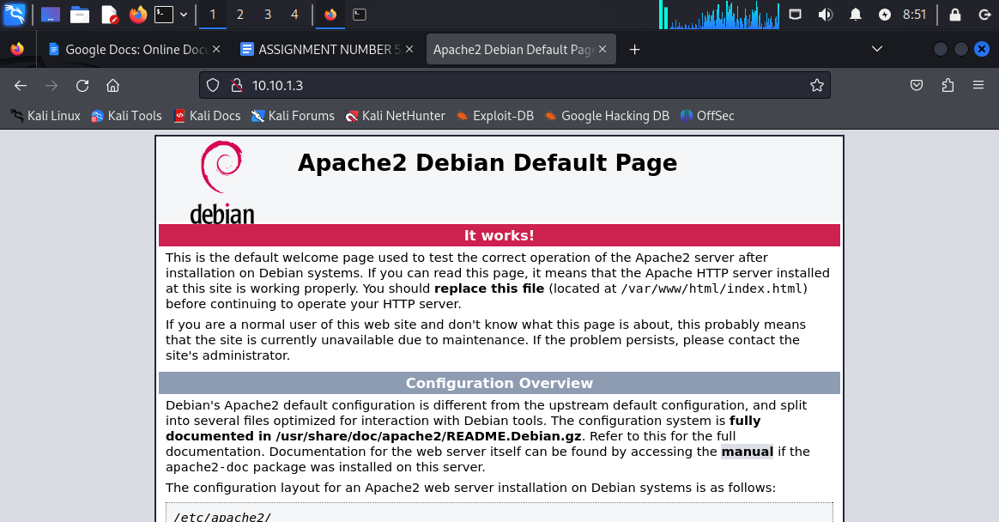 1 2 3 4 8:51
Google Docs: Online Docu ASSIGNMENT NUMBER 5 Apache2 Debian Default Page
10.10.1.3
Kali Linux Kali Tools Kali Docs Kali Forums Kali NetHunter Exploit-DB Google Hacking DB OffSec
debian
Apache2 Debian Default Page
It works!
This is the default welcome page used to test the correct operation of the Apache2 server after
installation on Debian systems. If you can read this page, it means that the Apache HTTP server installed
at this site is working properly. You should replace this file (located at /var/www/html/index.html)
before continuing to operate your HTTP server.
If you are a normal user of this web site and don't know what this page is about, this probably means
that the site is currently unavailable due to maintenance. If the problem persists, please contact the
site's administrator.
Configuration Overview
Debian's Apache2 default configuration is different from the upstream default configuration, and split
into several files optimized for interaction with Debian tools. The configuration system is fully
documented in /usr/share/doc/apache2/README.Debian.gz. Refer to this for the full
documentation. Documentation for the web server itself can be found by accessing the manual if the
apache2-doc package was installed on this server.
The configuration layout for an Apache2 web server installation on Debian systems is as follows:
/etc/apache2/